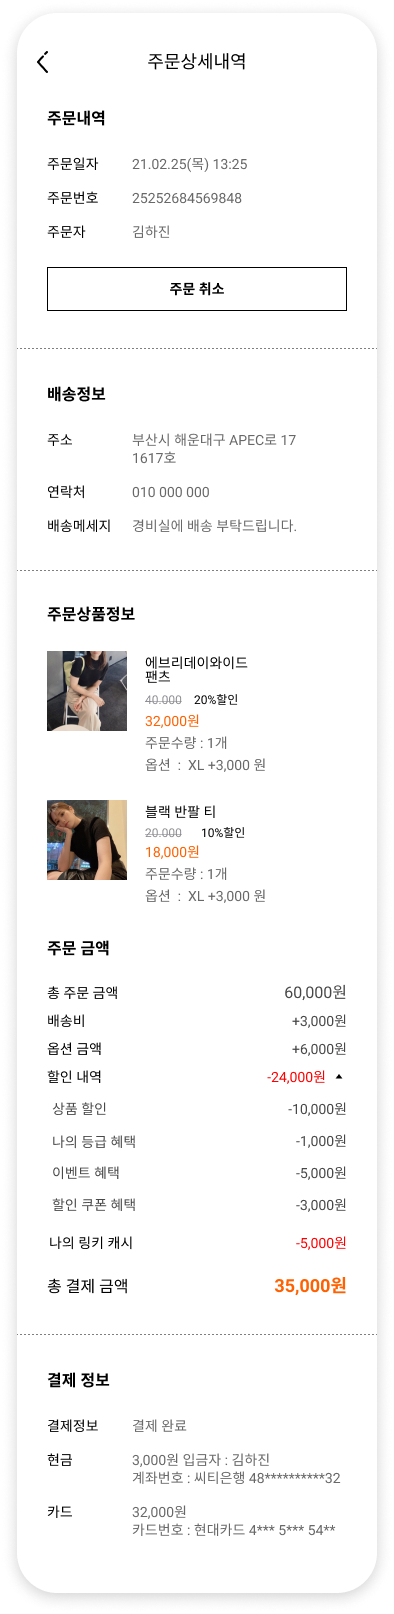 주문상세내역
주문내역
주문일자 21.02.25(목) 13:25
주문번호 25252684569848
주문자 김하진
주문 취소
배송정보
주소 부산시 해운대구 APEC로 17
1617호
연락처 010 000 000
배송메세지 경비실에 배송 부탁드립니다.
주문상품정보
에브리데이와이드
팬츠
40.000 20%할인
32,000원
주문수량 : 1개
옵션 : XL +3,000 원
블랙 반팔 티
20.000 10%할인
18,000원
주문수량 : 1개
옵션 : XL +3,000 원
주문 금액
총 주문 금액 60,000원
배송비 +3,000원
옵션 금액 +6,000원
할인 내역 -24,000원 ▲
상품 할인 -10,000원
나의 등급 혜택 -1,000원
이벤트 혜택 -5,000원
할인 쿠폰 혜택 -3,000원
나의 링키 캐시 -5,000원
총 결제 금액 35,000원
결제 정보
결제정보 결제 완료
현금 3,000원 입금자 : 김하진
계좌번호 : 씨티은행 48**********32
카드 32,000원
카드번호 : 현대카드 4*** 5*** 54**